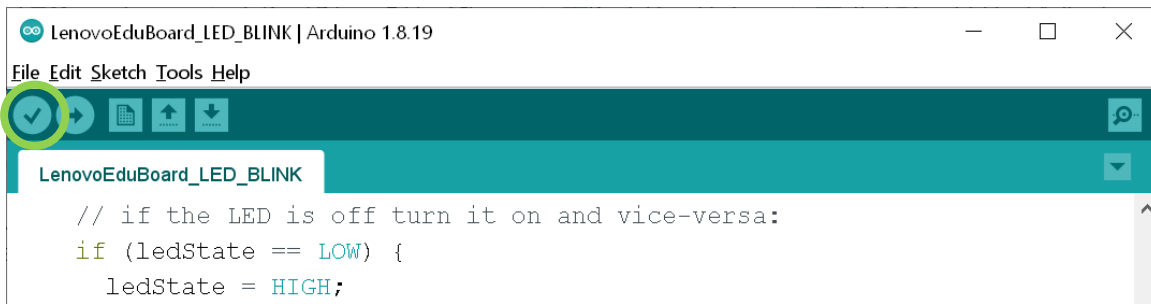 LenovoEduBoard_LED_BLINK | Arduino 1.8.19
File Edit Sketch Tools Help
LenovoEduBoard_LED_BLINK
// if the LED is off turn it on and vice-versa:
if (ledState == LOW) {
ledState = HIGH;